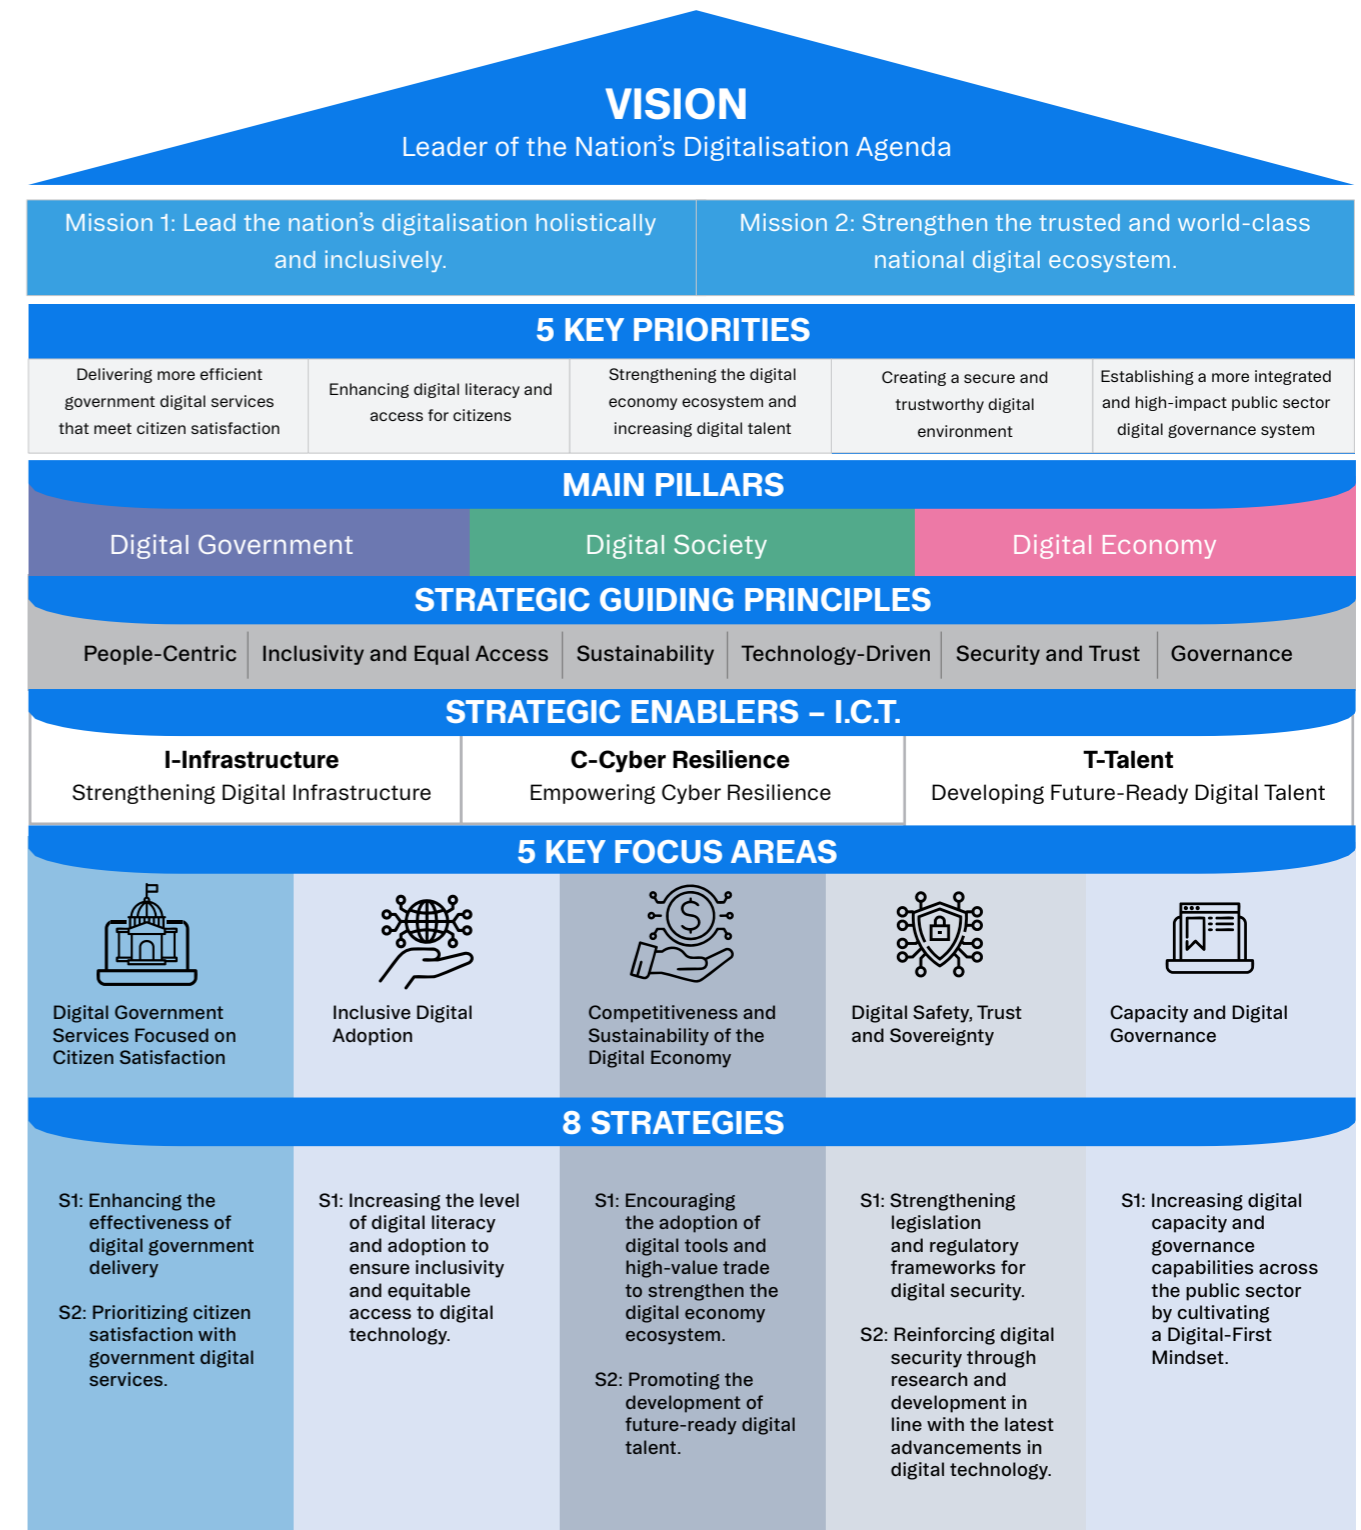 VISION
Leader of the Nation’s Digitalisation Agenda
Mission 1: Lead the nation’s digitalisation holistically
and inclusively.
Mission 2: Strengthen the trusted and world-class
national digital ecosystem.
5 KEY PRIORITIES
Delivering more efficient
government digital services
that meet citizen satisfaction
Enhancing digital literacy and
access for citizens
Strengthening the digital
economy ecosystem and
increasing digital talent
Creating a secure and
trustworthy digital
environment
Establishing a more integrated
and high-impact public sector
digital governance system
MAIN PILLARS
Digital Government
Digital Society
Digital Economy
STRATEGIC GUIDING PRINCIPLES
People-Centric
Inclusivity and Equal Access
Sustainability
Technology-Driven
Security and Trust
Governance
STRATEGIC ENABLERS – I.C.T.
I-Infrastructure
Strengthening Digital Infrastructure
C-Cyber Resilience
Empowering Cyber Resilience
T-Talent
Developing Future-Ready Digital Talent
5 KEY FOCUS AREAS
Digital Government
Services Focused on
Citizen Satisfaction
Inclusive Digital
Adoption
Competitiveness and
Sustainability of the
Digital Economy
Digital Safety, Trust
and Sovereignty
Capacity and Digital
Governance
8 STRATEGIES
S1: Enhancing the
effectiveness of
digital government
delivery
S2: Prioritizing citizen
satisfaction with
government digital
services.
S1: Increasing the level
of digital literacy
and adoption to
ensure inclusivity
and equitable
access to digital
technology.
S1: Encouraging
the adoption of
digital tools and
high-value trade
to strengthen the
digital economy
ecosystem.
S2: Promoting the
development of
future-ready digital
talent.
S1: Strengthening
legislation
and regulatory
frameworks for
digital security.
S2: Reinforcing digital
security through
research and
development in
line with the latest
advancements in
digital technology.
S1: Increasing digital
capacity and
governance
capabilities across
the public sector
by cultivating
a Digital-First
Mindset.